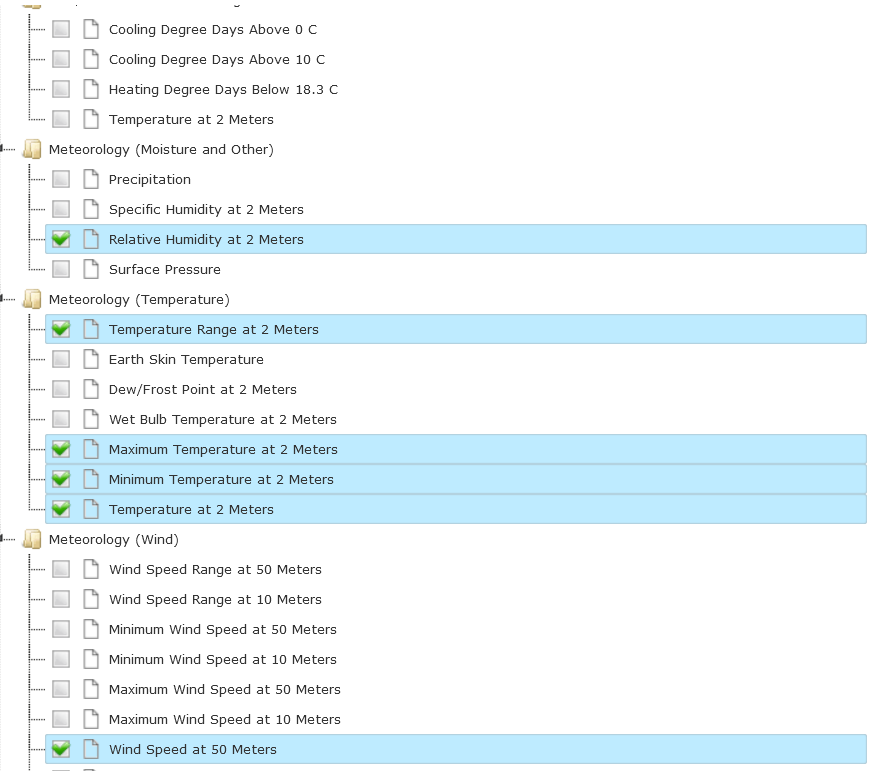 Cooling Degree Days Above 0 C
Cooling Degree Days Above 10 C
Heating Degree Days Below 18.3 C
Temperature at 2 Meters
Meteorology (Moisture and Other)
Precipitation
Specific Humidity at 2 Meters
Relative Humidity at 2 Meters
Surface Pressure
Meteorology (Temperature)
Temperature Range at 2 Meters
Earth Skin Temperature
Dew/Frost Point at 2 Meters
Wet Bulb Temperature at 2 Meters
Maximum Temperature at 2 Meters
Minimum Temperature at 2 Meters
Temperature at 2 Meters
Meteorology (Wind)
Wind Speed Range at 50 Meters
Wind Speed Range at 10 Meters
Minimum Wind Speed at 50 Meters
Minimum Wind Speed at 10 Meters
Maximum Wind Speed at 50 Meters
Maximum Wind Speed at 10 Meters
Wind Speed at 50 Meters